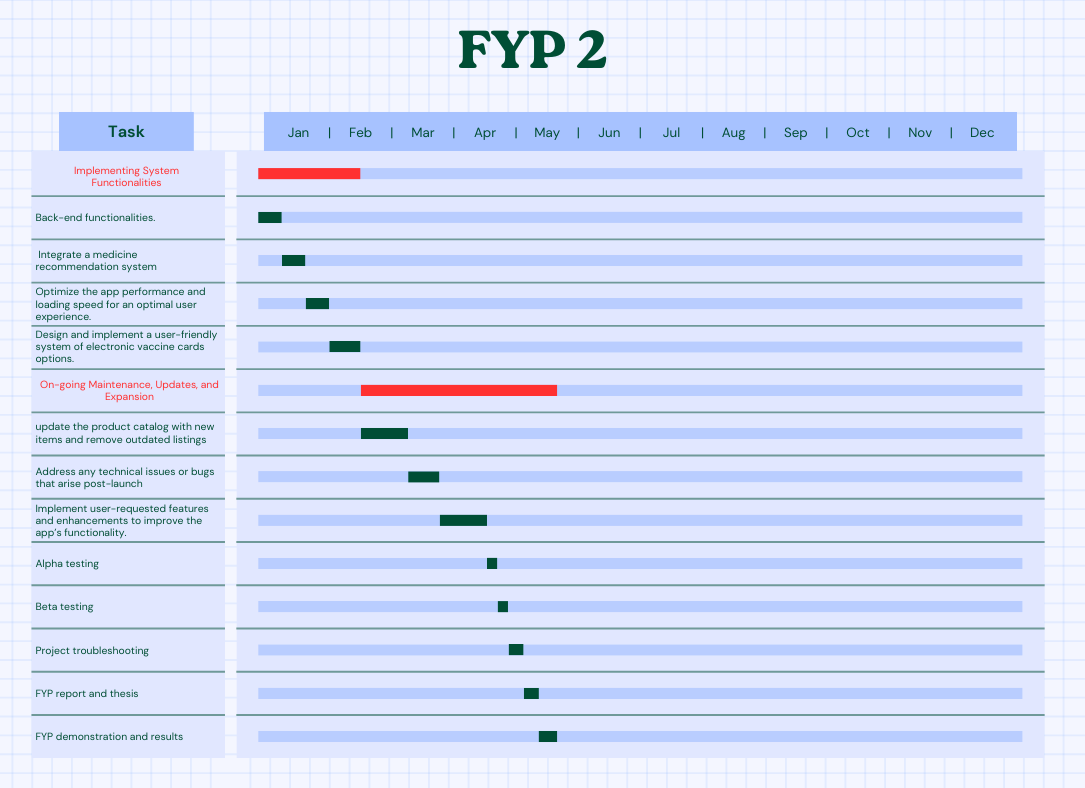 FYP 2
Task
Jan | Feb | Mar | Apr | May | Jun | Jul | Aug | Sep | Oct | Nov | Dec
Implementing System
Functionalities
Back-end functionalities.
Integrate a medicine
recommendation system
Optimize the app performance and
loading speed for an optimal user
experience.
Design and implement a user-friendly
system of electronic vaccine cards
options.
On-going Maintenance, Updates, and
Expansion
update the product catalog with new
items and remove outdated listings
Address any technical issues or bugs
that arise post-launch
Implement user-requested features
and enhancements to improve the
app's functionality.
Alpha testing
Beta testing
Project troubleshooting
FYP report and thesis
FYP demonstration and results